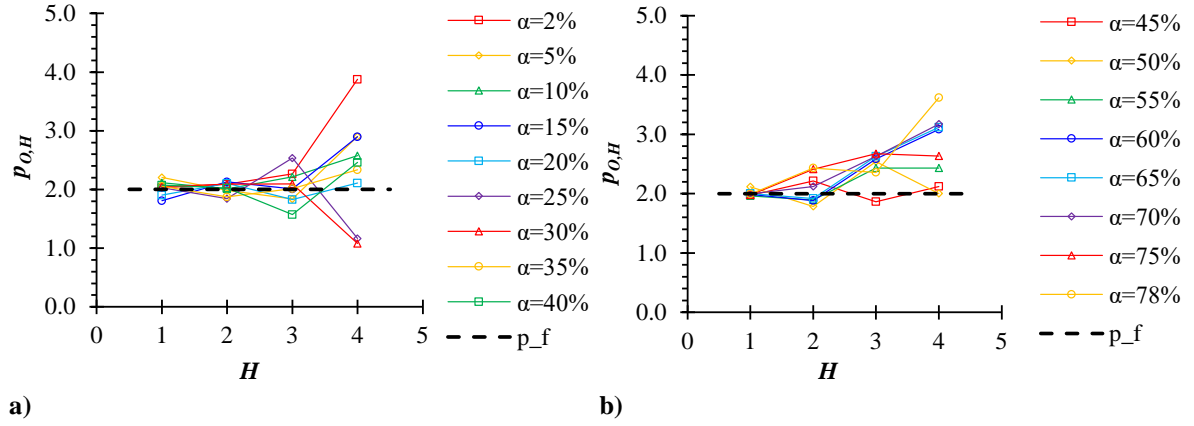 5.0
4.0
3.0
2.0
1.0
0.0
0 1 2 3 4 5
p_{O,H}
H
α=2%
α=5%
α=10%
α=15%
α=20%
α=25%
α=30%
α=35%
α=40%
p_f
a)
5.0
4.0
3.0
2.0
1.0
0.0
0 1 2 3 4 5
p_{O,H}
H
α=45%
α=50%
α=55%
α=60%
α=65%
α=70%
α=75%
α=78%
p_f
b)